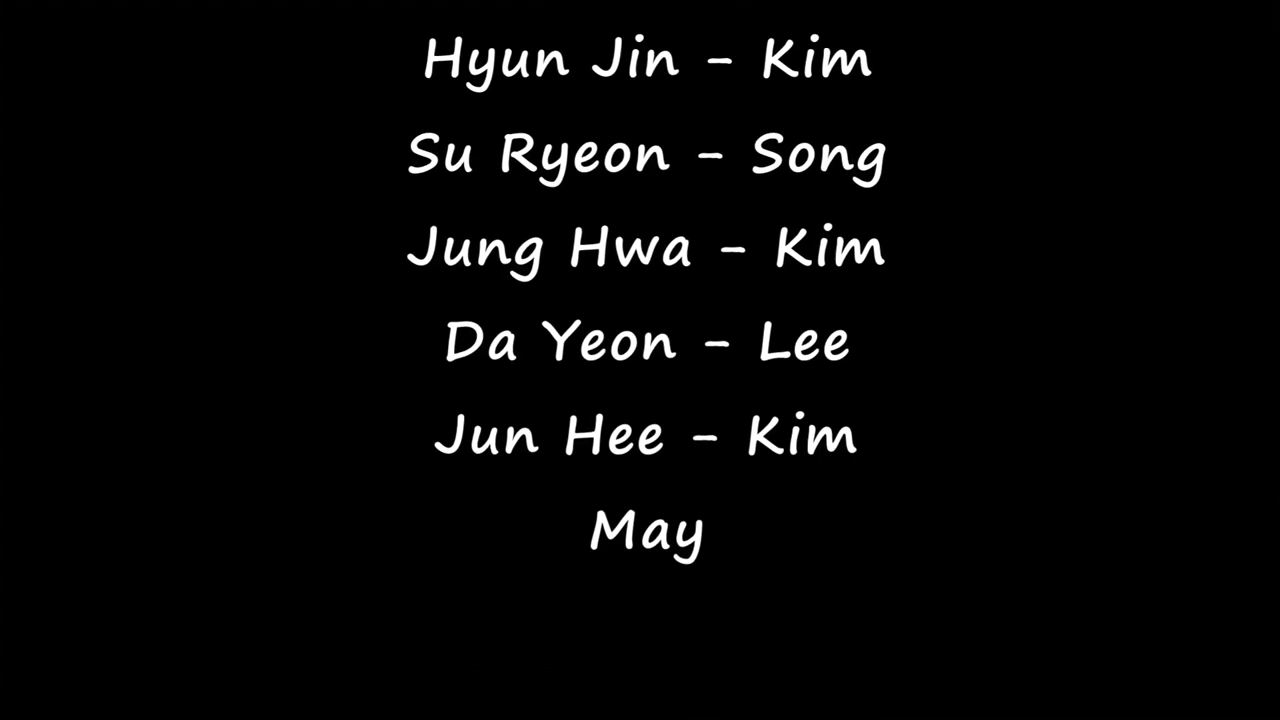 Hyun Jin - Kim
Su Ryeon - Song
Jung Hwa - Kim
Da Yeon - Lee
Jun Hee - Kim
May